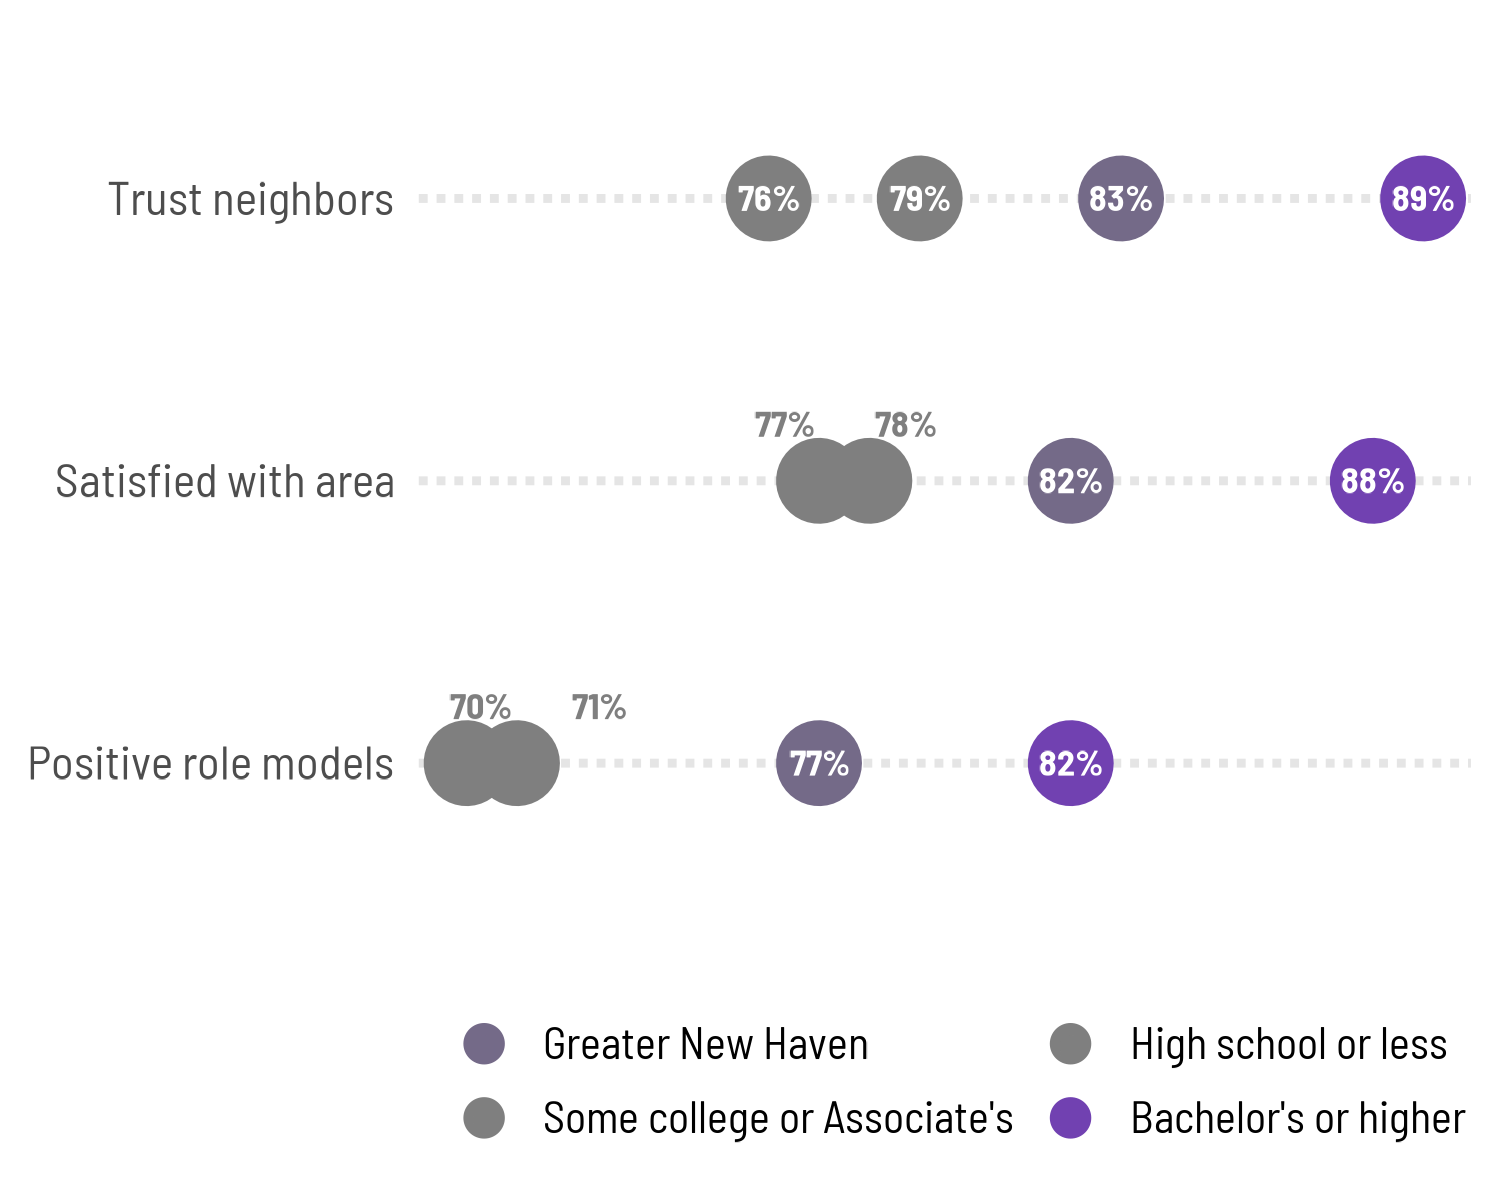 Trust neighbors 76% 79% 83% 89%
77% 78%
Satisfied with area 82% 88%
70% 71%
Positive role models 77% 82%
Greater New Haven High school or less
Some college or Associate's Bachelor's or higher